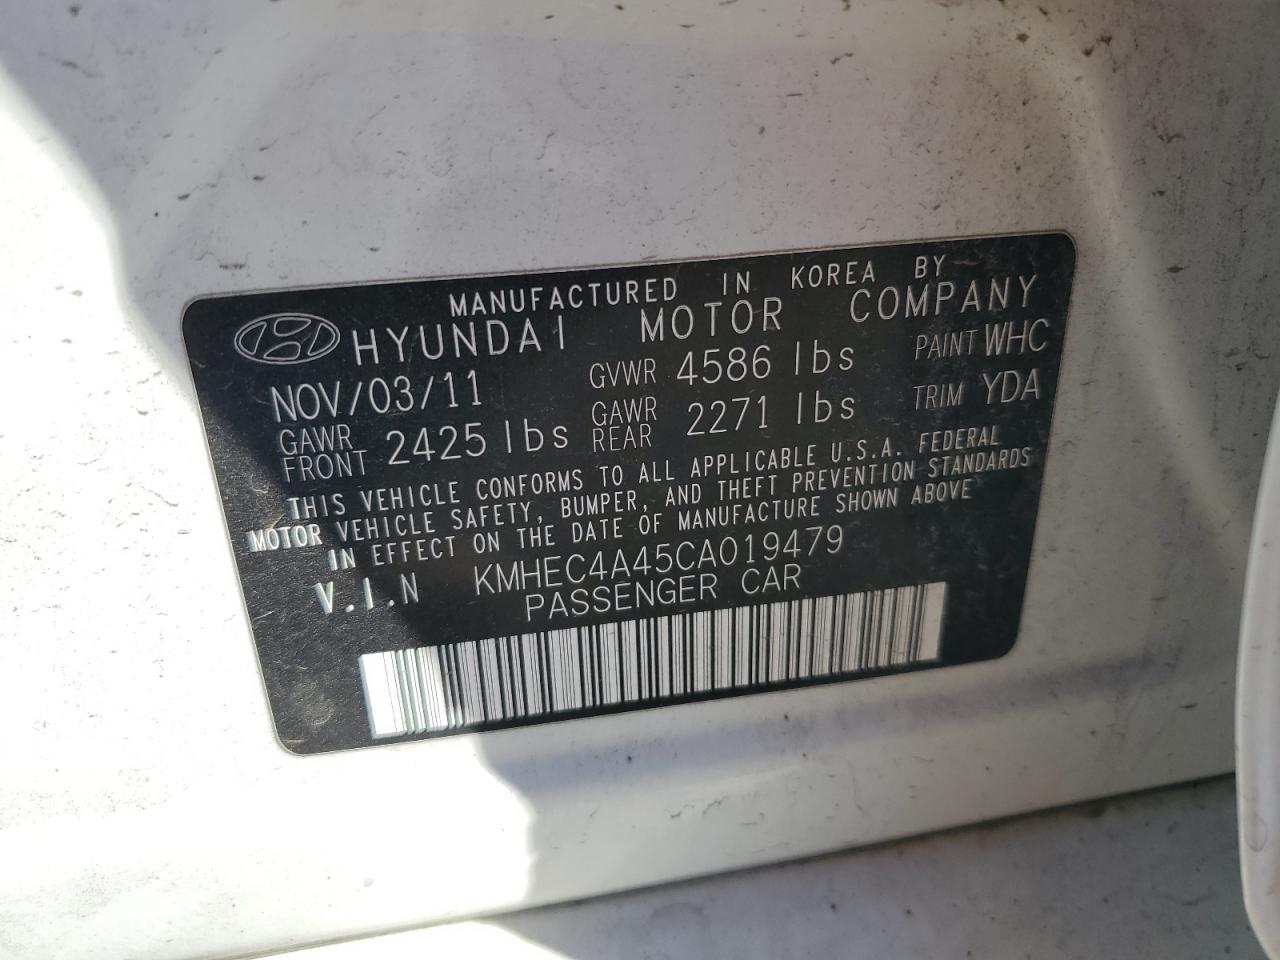 MANUFACTURED IN KOREA BY
HYUNDAI MOTOR COMPANY
NOV/03/11 GVWR 4586 lbs PAINT WHC
GAWR FRONT 2425 lbs GAWR REAR 2271 lbs TRIM YDA
THIS VEHICLE CONFORMS TO ALL APPLICABLE U.S.A. FEDERAL
MOTOR VEHICLE SAFETY, BUMPER, AND THEFT PREVENTION STANDARDS
IN EFFECT ON THE DATE OF MANUFACTURE SHOWN ABOVE
V.I.N KMHEC4A45CA019479
PASSENGER CAR